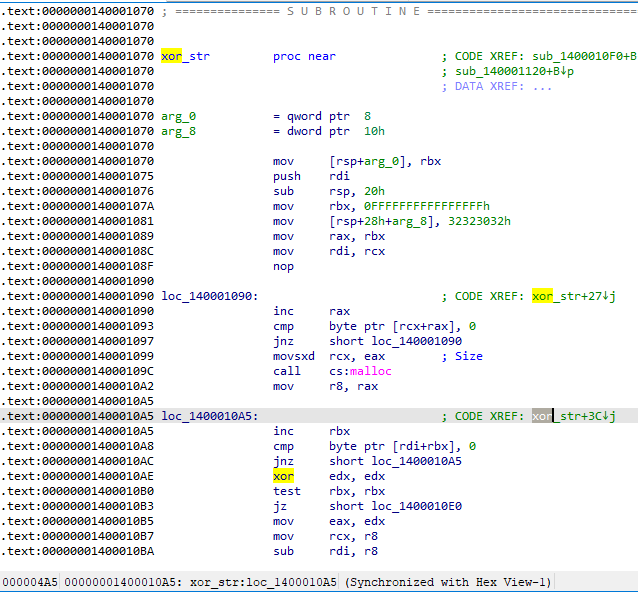 .text:0000000140001070 ; =============== S U B R O U T I N E =======================================
.text:0000000140001070
.text:0000000140001070
.text:0000000140001070 xor_str proc near ; CODE XREF: sub_1400010F0+B
.text:0000000140001070 ; sub_140001120+B↓p
.text:0000000140001070 ; DATA XREF: ...
.text:0000000140001070
.text:0000000140001070 arg_0 = qword ptr 8
.text:0000000140001070 arg_8 = dword ptr 10h
.text:0000000140001070
.text:0000000140001070 mov [rsp+arg_0], rbx
.text:0000000140001075 push rdi
.text:0000000140001076 sub rsp, 20h
.text:000000014000107A mov rbx, 0FFFFFFFFFFFFFFFFh
.text:0000000140001081 mov [rsp+28h+arg_8], 32323032h
.text:0000000140001089 mov rax, rbx
.text:000000014000108C mov rdi, rcx
.text:000000014000108F nop
.text:0000000140001090
.text:0000000140001090 loc_140001090: ; CODE XREF: xor_str+27↓j
.text:0000000140001090 inc rax
.text:0000000140001093 cmp byte ptr [rcx+rax], 0
.text:0000000140001097 jnz short loc_140001090
.text:0000000140001099 movsxd rcx, eax ; Size
.text:000000014000109C call cs:malloc
.text:00000001400010A2 mov r8, rax
.text:00000001400010A5
.text:00000001400010A5 loc_1400010A5: ; CODE XREF: xor_str+3C↓j
.text:00000001400010A5 inc rbx
.text:00000001400010A8 cmp byte ptr [rdi+rbx], 0
.text:00000001400010AC jnz short loc_1400010A5
.text:00000001400010AE xor edx, edx
.text:00000001400010B0 test rbx, rbx
.text:00000001400010B3 jz short loc_1400010E0
.text:00000001400010B5 mov eax, edx
.text:00000001400010B7 mov rcx, r8
.text:00000001400010BA sub rdi, r8
000004A5 00000001400010A5: xor_str:loc_1400010A5 (Synchronized with Hex View-1)